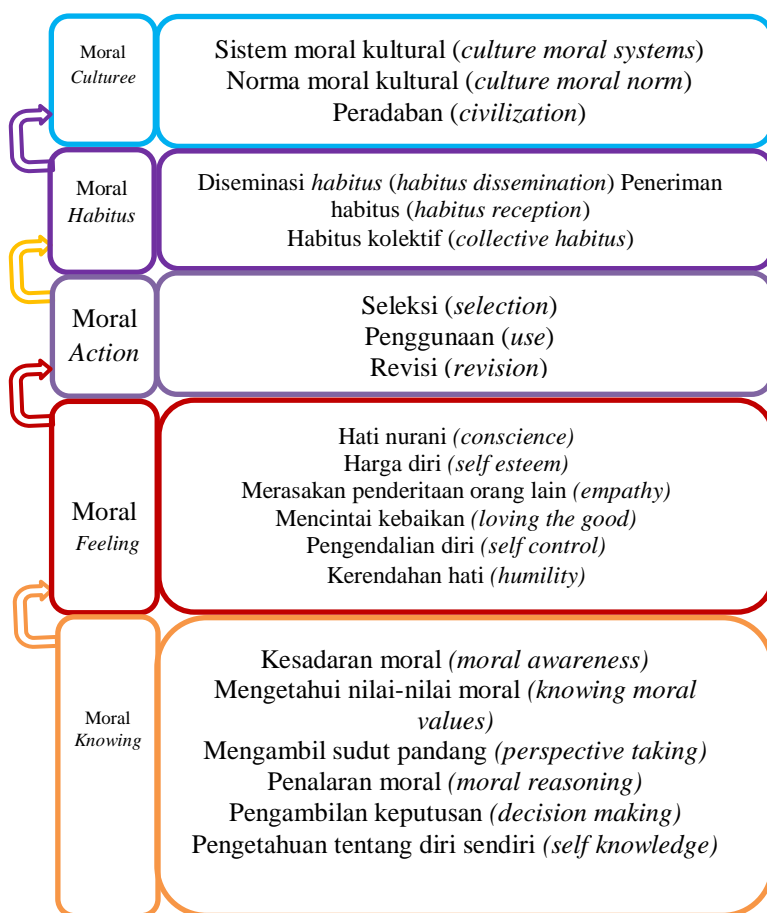 Moral
Culturee
Sistem moral kultural (culture moral systems)
Norma moral kultural (culture moral norm)
Peradaban (civilization)
Moral
Habitus
Diseminasi habitus (habitus dissemination) Peneriman
habitus (habitus reception)
Habitus kolektif (collective habitus)
Moral
Action
Seleksi (selection)
Penggunaan (use)
Revisi (revision)
Moral
Feeling
Hati nurani (conscience)
Harga diri (self esteem)
Merasakan penderitaan orang lain (empathy)
Mencintai kebaikan (loving the good)
Pengendalian diri (self control)
Kerendahan hati (humility)
Moral
Knowing
Kesadaran moral (moral awareness)
Mengetahui nilai-nilai moral (knowing moral
values)
Mengambil sudut pandang (perspective taking)
Penalaran moral (moral reasoning)
Pengambilan keputusan (decision making)
Pengetahuan tentang diri sendiri (self knowledge)